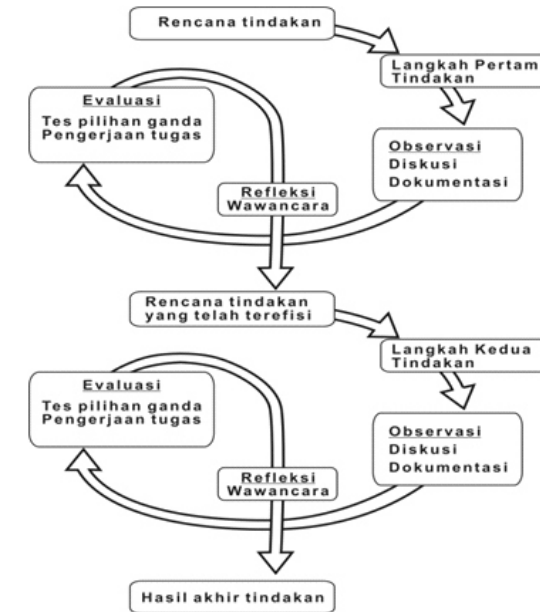 Rencana tindakan
Langkah Pertam
Tindakan
Evaluasi
Tes pilihan ganda
Pengerjaan tugas
Observasi
Diskusi
Dokumentasi
Refleksi
Wawancara
Rencana tindakan
yang telah terefisi
Langkah Kedua
Tindakan
Evaluasi
Tes pilihan ganda
Pengerjaan tugas
Observasi
Diskusi
Dokumentasi
Refleksi
Wawancara
Hasil akhir tindakan